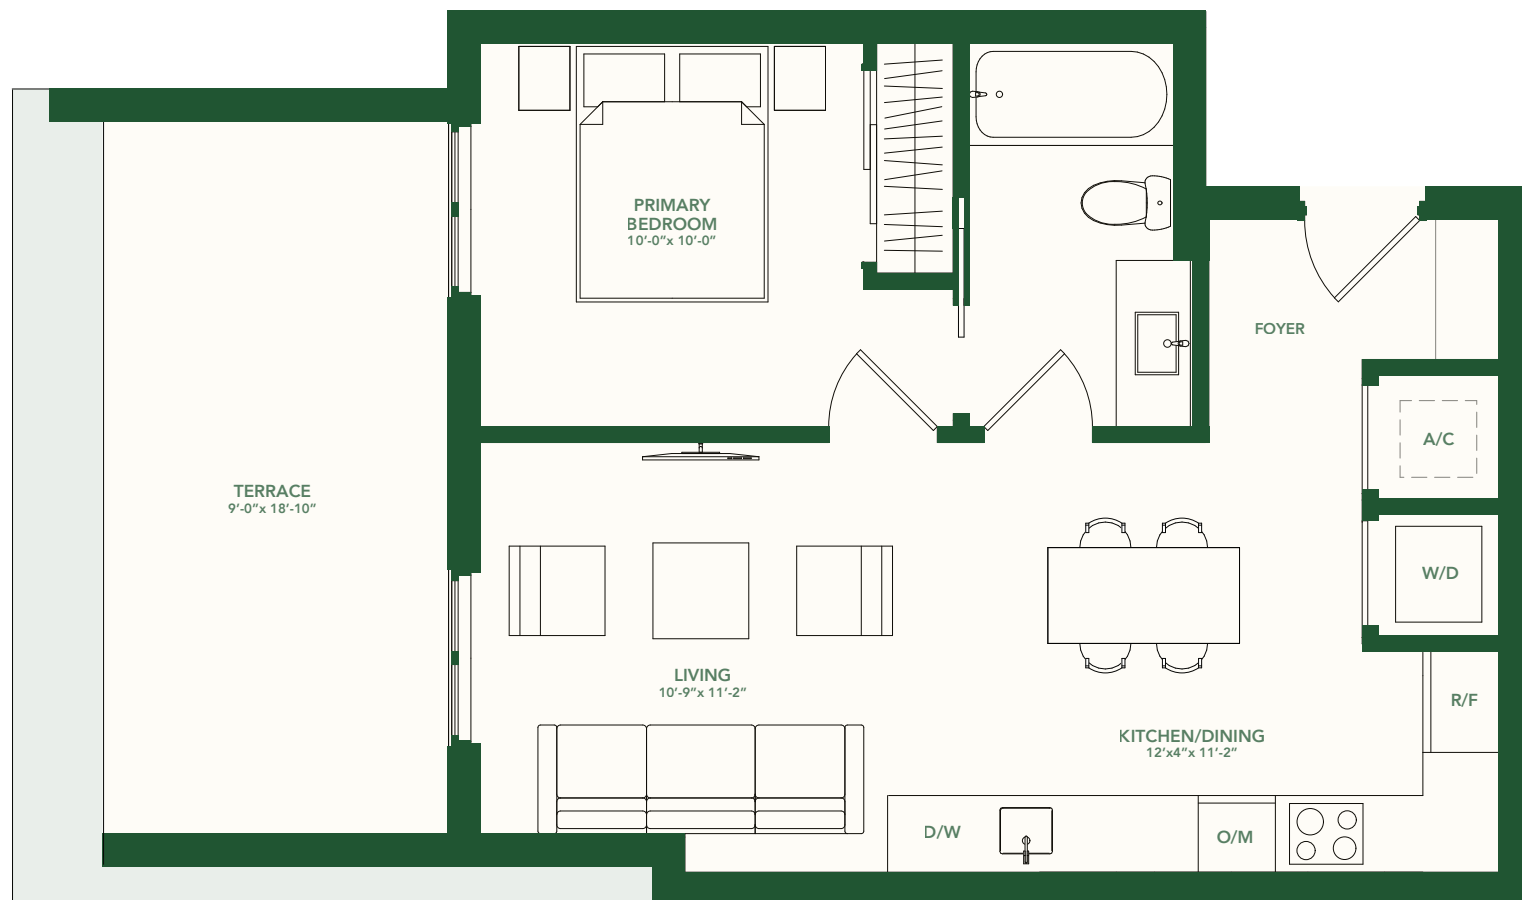 PRIMARY
BEDROOM
10’-0”x 10’-0”
FOYER
A/C
TERRACE
9’-0”x 18’-10”
W/D
LIVING
10’-9”x 11’-2”
R/F
KITCHEN/DINING
12’x4”x 11’-2”
D/W
O/M